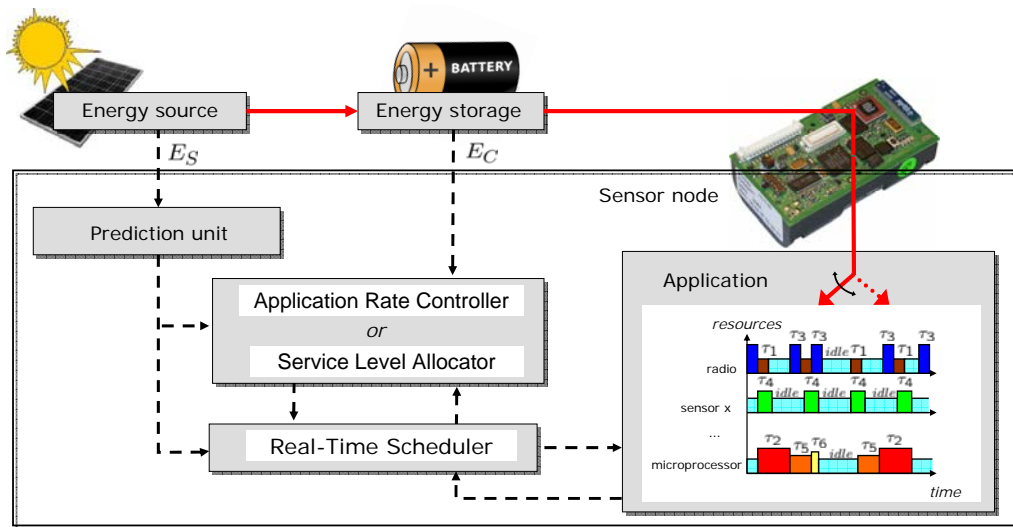 + BATTERY
Energy source
Energy storage
E_S
E_C
Sensor node
Prediction unit
Application Rate Controller
or
Service Level Allocator
Real-Time Scheduler
Application
resources
τ3 τ3 τ3 τ3
τ1 idle τ1 τ1
radio
τ4 idle τ4 idle τ4 idle τ4
sensor x
...
τ2 τ5 τ6 idle τ5 τ2
microprocessor
time